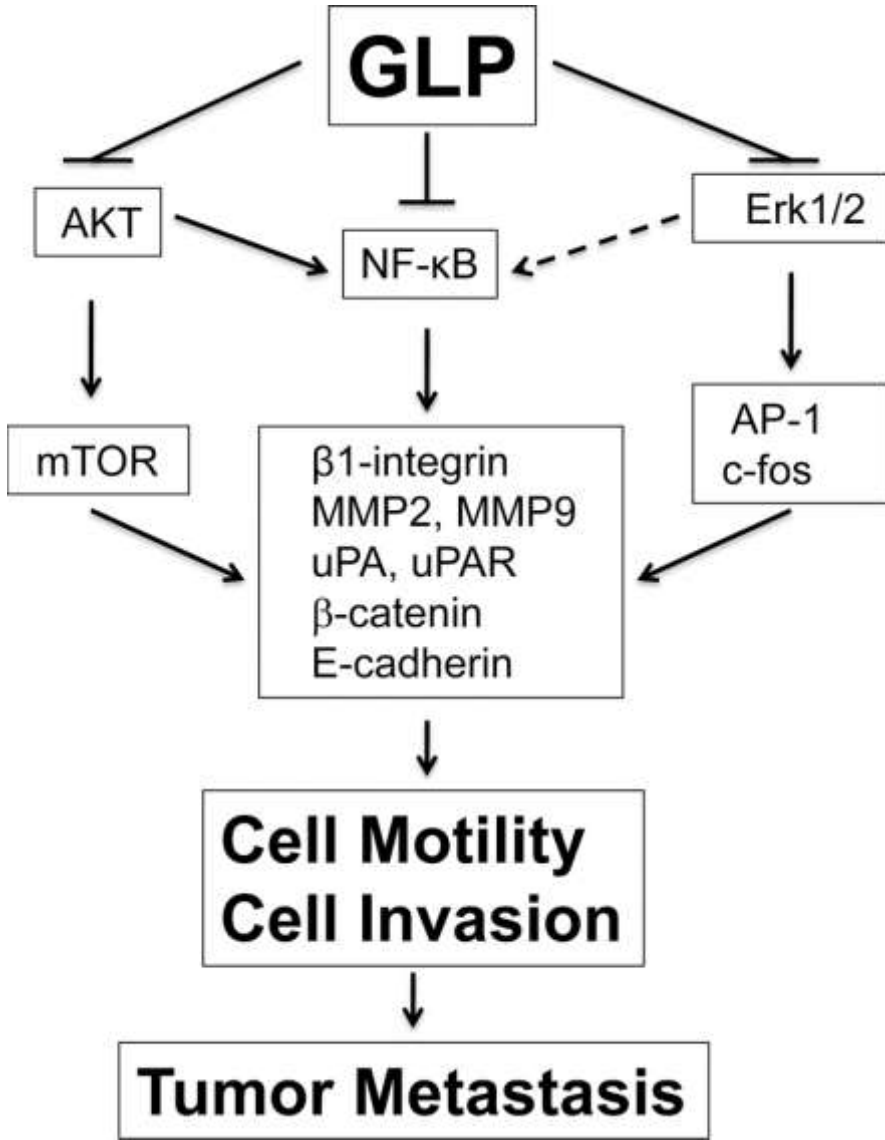 GLP
AKT
NF-κB
Erk1/2
mTOR
β1-integrin
MMP2, MMP9
uPA, uPAR
β-catenin
E-cadherin
AP-1
c-fos
Cell Motility
Cell Invasion
Tumor Metastasis